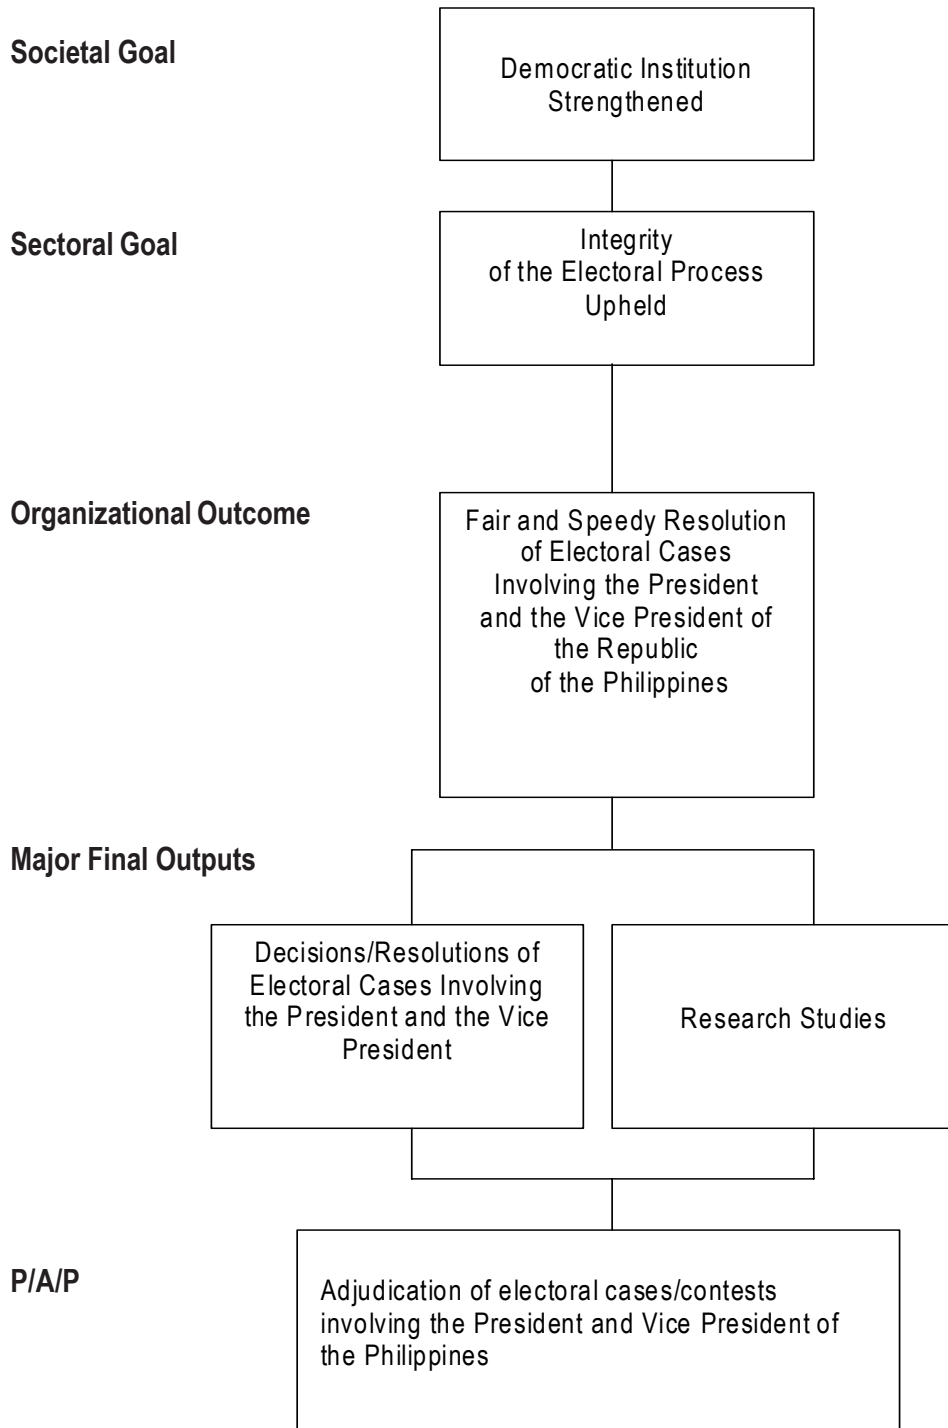 Societal Goal
Democratic Institution
Strengthened
Sectoral Goal
Integrity
of the Electoral Process
Upheld
Organizational Outcome
Fair and Speedy Resolution
of Electoral Cases
Involving the President
and the Vice President of
the Republic
of the Philippines
Major Final Outputs
Decisions/Resolutions of
Electoral Cases Involving
the President and the Vice
President
Research Studies
P/A/P
Adjudication of electoral cases/contests
involving the President and Vice President of
the Philippines